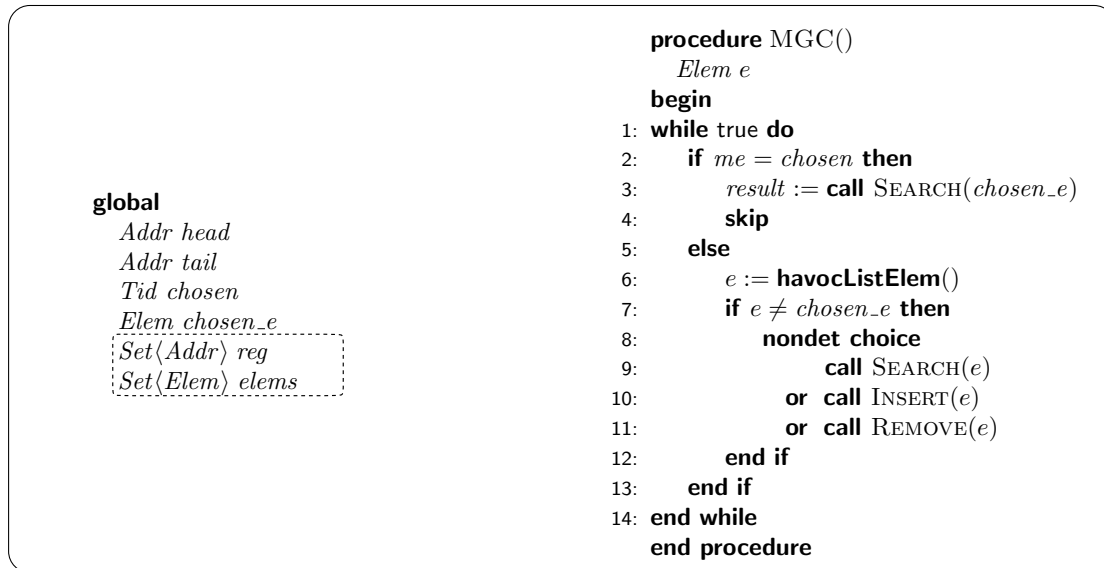 global
Addr head
Addr tail
Tid chosen
Elem chosen_e
Set⟨Addr⟩ reg
Set⟨Elem⟩ elems
procedure MGC()
Elem e
begin
1: while true do
2: if me = chosen then
3: result := call SEARCH(chosen_e)
4: skip
5: else
6: e := havocListElem()
7: if e ≠ chosen_e then
8: nondet choice
9: call SEARCH(e)
10: or call INSERT(e)
11: or call REMOVE(e)
12: end if
13: end if
14: end while
end procedure